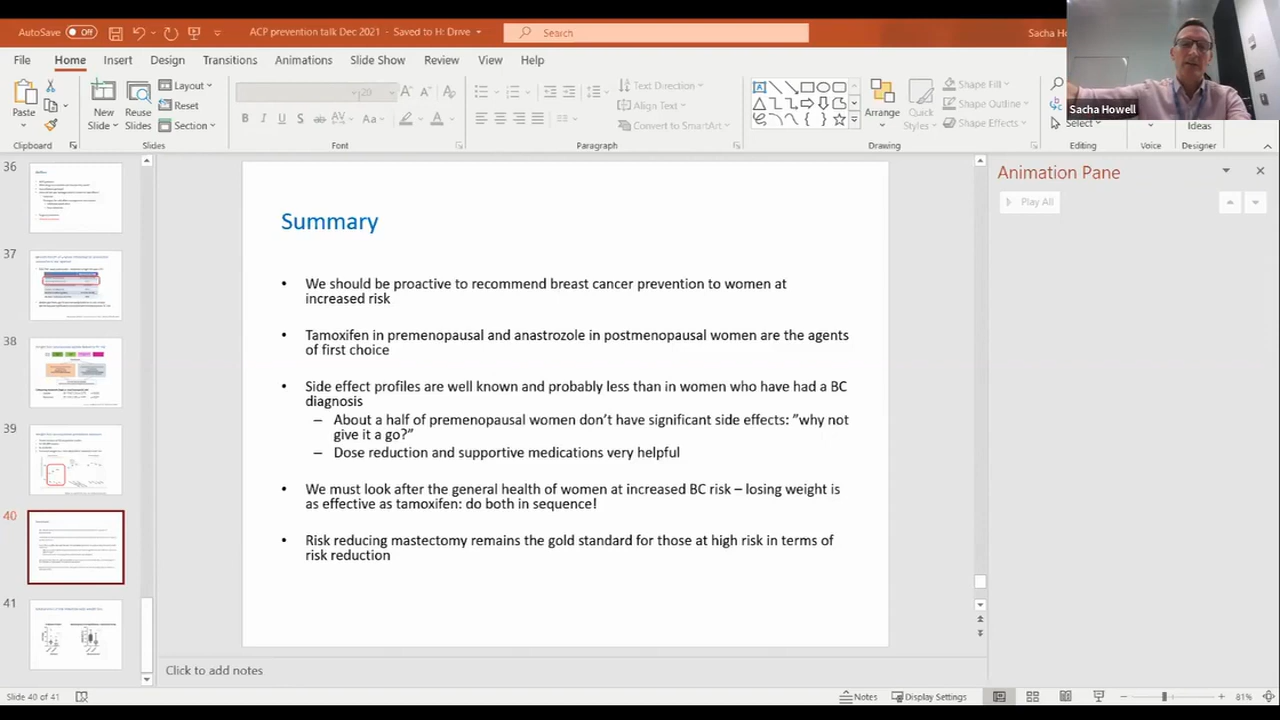 AutoSave Off
ACP prevention talk Dec 2021 - Saved to H: Drive
Search
Sacha Ho
File Home Insert Draw Design Transitions Animations Slide Show Review View Help
Paste
New Slide
Reuse Slides
Layout
Reset
Section
20
Text Direction
Align Text
Convert to SmartArt
Arrange
Quick Styles
Shape Fill
Shape Outline
Shape Effects
Select
Ideas
Clipboard
Slides
Font
Paragraph
Drawing
Editing
Voice
Designer
Sacha Howell
36
37
38
39
40
41
Summary
• We should be proactive to recommend breast cancer prevention to women at
increased risk
• Tamoxifen in premenopausal and anastrozole in postmenopausal women are the agents
of first choice
• Side effect profiles are well known and probably less than in women who have had a BC
diagnosis
– About a half of premenopausal women don't have significant side effects: "why not
give it a go?"
– Dose reduction and supportive medications very helpful
• We must look after the general health of women at increased BC risk – losing weight is
as effective as tamoxifen: do both in sequence!
• Risk reducing mastectomy remains the gold standard for those at high risk in terms of
risk reduction
Animation Pane
Play All
Click to add notes
Slide 40 of 41
Notes
Display Settings
81%